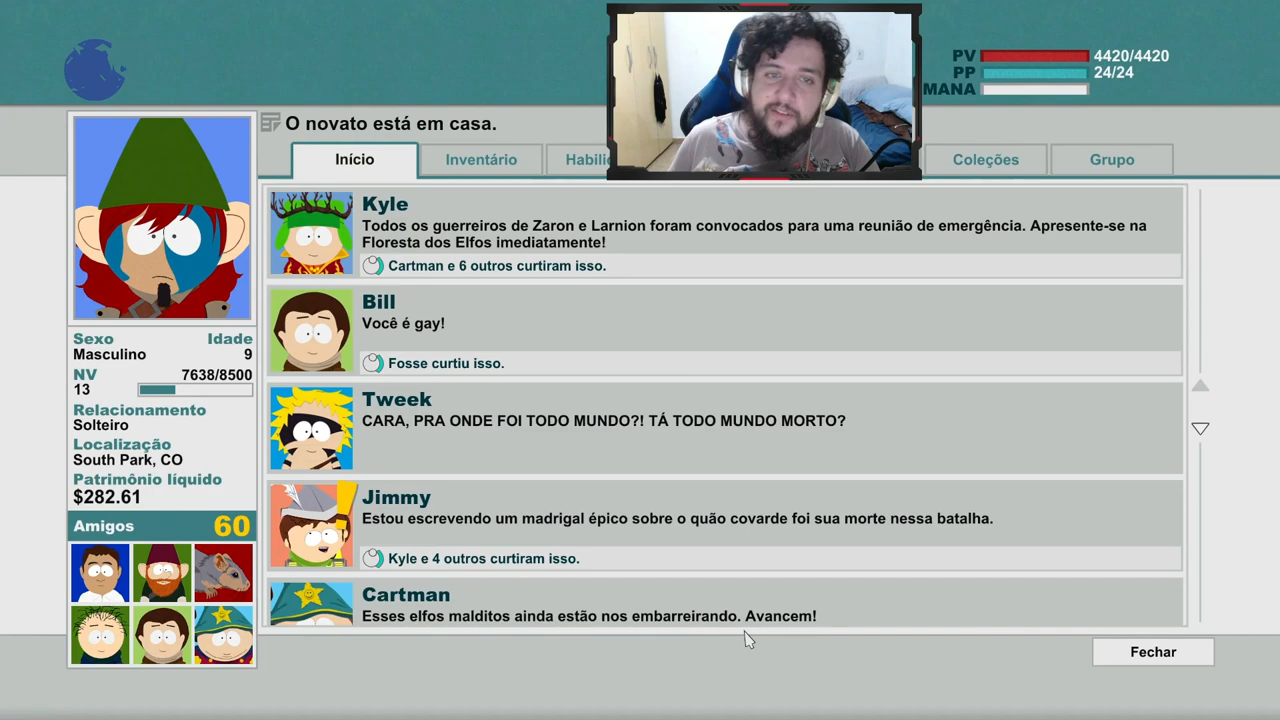 PV 4420/4420
PP 24/24
MANA
O novato está em casa.
Início Inventário Habili Coleções Grupo
Kyle
Todos os guerreiros de Zaron e Larnion foram convocados para uma reunião de emergência. Apresente-se na
Floresta dos Elfos imediatamente!
Cartman e 6 outros curtiram isso.
Bill
Você é gay!
Fosse curtiu isso.
Tweek
CARA, PRA ONDE FOI TODO MUNDO?! TÁ TODO MUNDO MORTO?
Jimmy
Estou escrevendo um madrigal épico sobre o quão covarde foi sua morte nessa batalha.
Kyle e 4 outros curtiram isso.
Cartman
Esses elfos malditos ainda estão nos embarreirando. Avancem!
Sexo Idade
Masculino 9
NV 7638/8500
13
Relacionamento
Solteiro
Localização
South Park, CO
Patrimônio líquido
$282.61
Amigos 60
Fechar